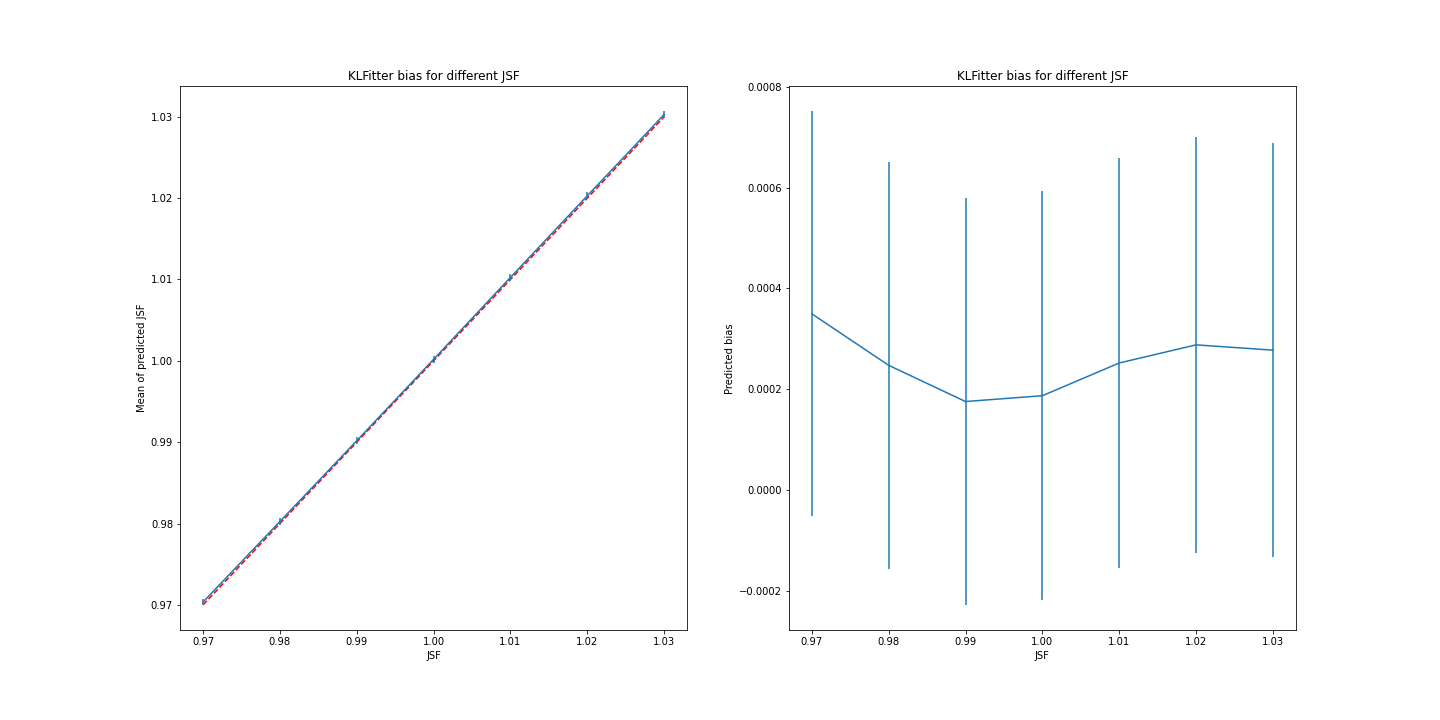 KLFitter bias for different JSF
Mean of predicted JSF
1.03
1.02
1.01
1.00
0.99
0.98
0.97
0.97 0.98 0.99 1.00 1.01 1.02 1.03
JSF
KLFitter bias for different JSF
Predicted bias
0.0008
0.0006
0.0004
0.0002
0.0000
−0.0002
0.97 0.98 0.99 1.00 1.01 1.02 1.03
JSF